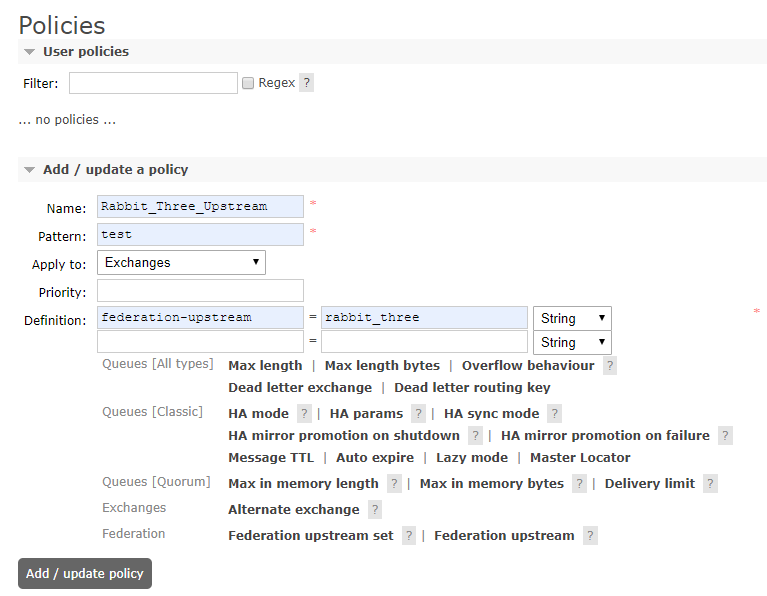 Policies
User policies
Filter: Regex ?
... no policies ...
Add / update a policy
Name: Rabbit_Three_Upstream *
Pattern: test *
Apply to: Exchanges
Priority:
Definition: federation-upstream = rabbit_three String *
= String
Queues [All types] Max length | Max length bytes | Overflow behaviour ?
Dead letter exchange | Dead letter routing key
Queues [Classic] HA mode ? | HA params ? | HA sync mode ?
HA mirror promotion on shutdown ? | HA mirror promotion on failure ?
Message TTL | Auto expire | Lazy mode | Master Locator
Queues [Quorum] Max in memory length ? | Max in memory bytes ? | Delivery limit ?
Exchanges Alternate exchange ?
Federation Federation upstream set ? | Federation upstream ?
Add / update policy